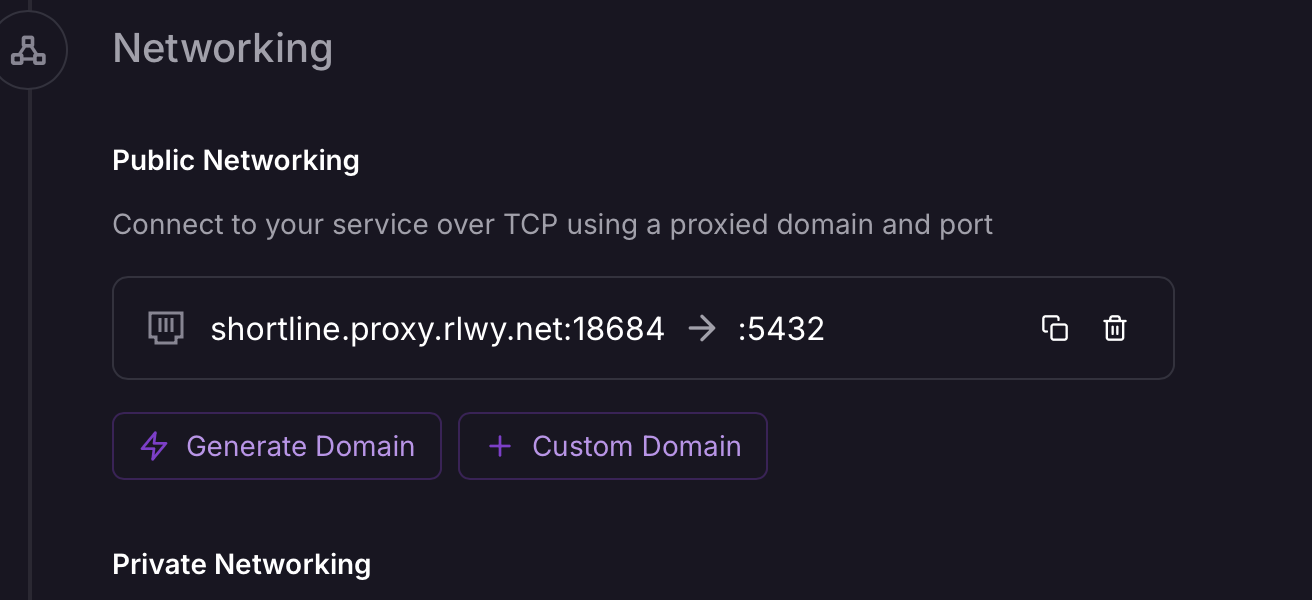 Networking
Public Networking
Connect to your service over TCP using a proxied domain and port
shortline.proxy.rlwy.net:18684 → :5432
Generate Domain
+ Custom Domain
Private Networking